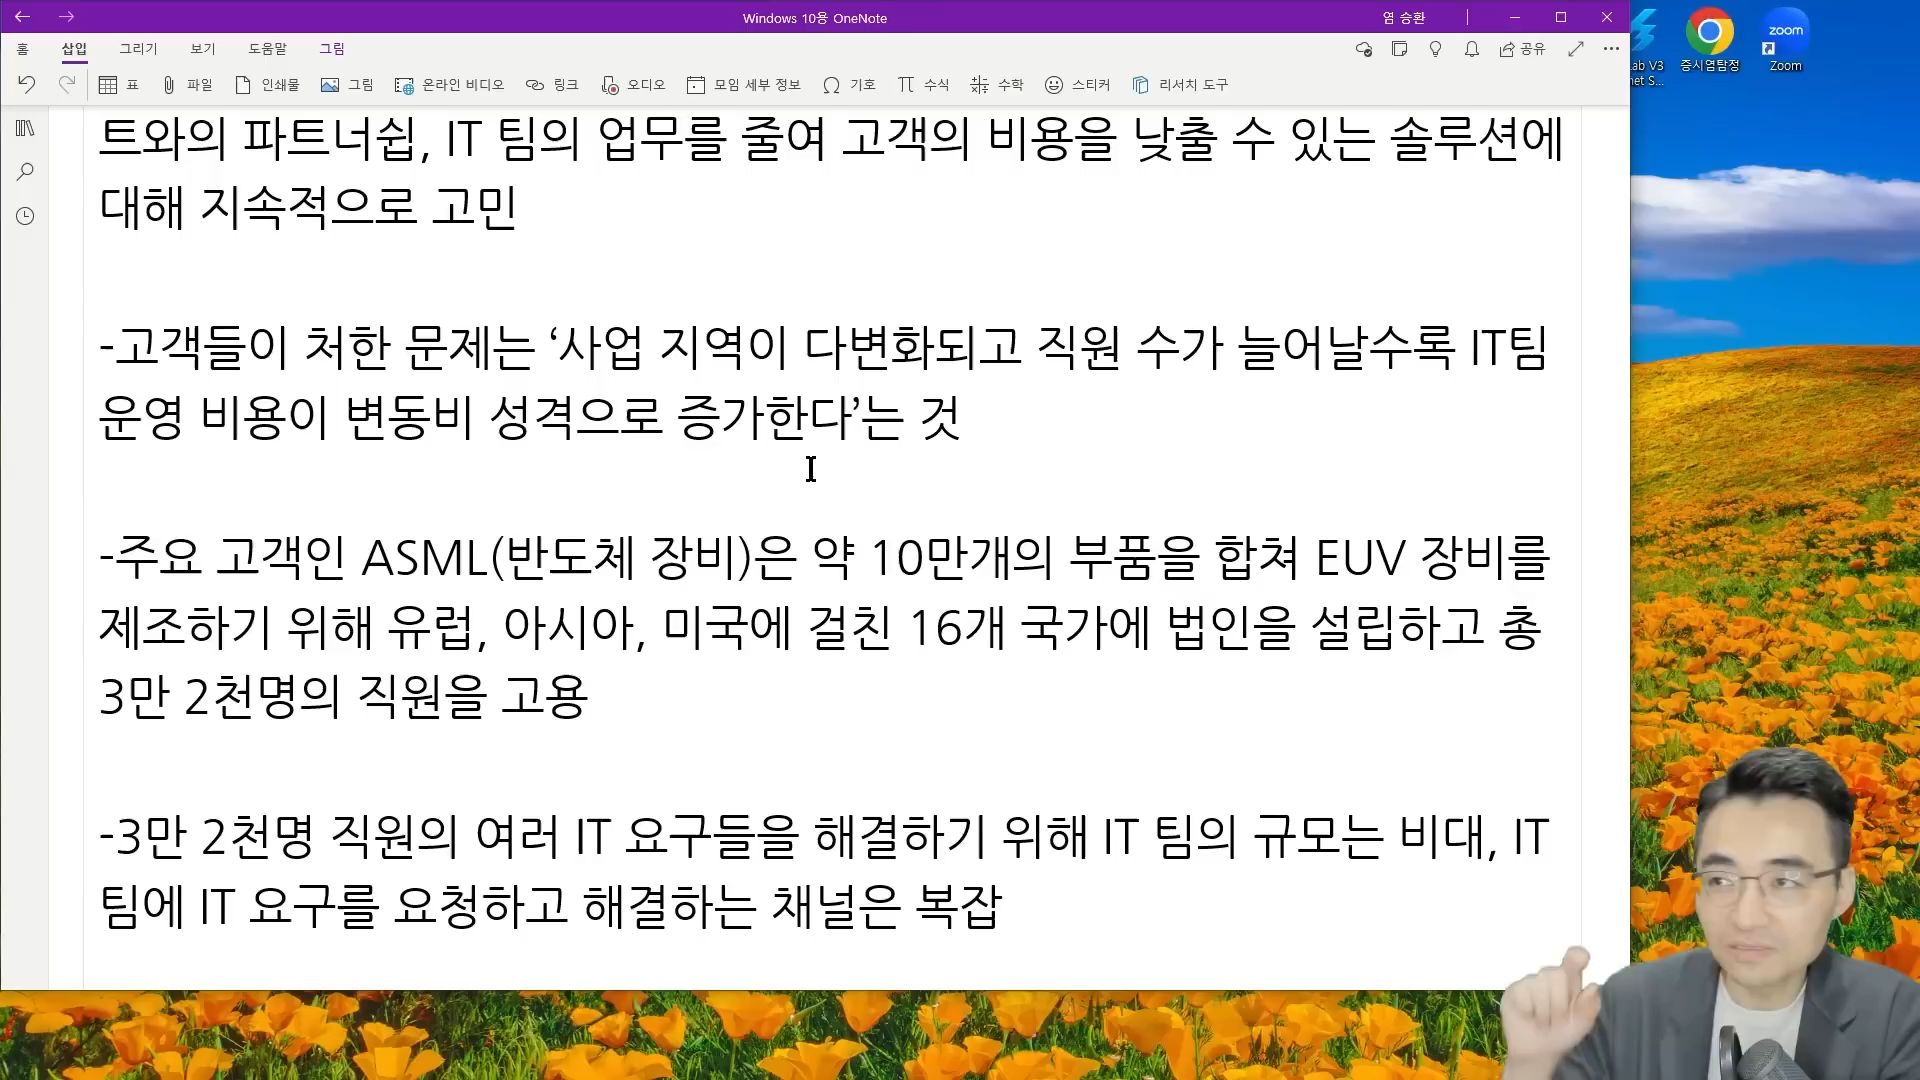 Windows 10용 OneNote
염 승환
홈 삽입 그리기 보기 도움말 그림
공유
표 파일 인쇄물 그림 온라인 비디오 링크 오디오 모임 세부 정보 기호 수식 수학 스티커 리서치 도구
트와의 파트너쉽, IT 팀의 업무를 줄여 고객의 비용을 낮출 수 있는 솔루션에
대해 지속적으로 고민
-고객들이 처한 문제는 ‘사업 지역이 다변화되고 직원 수가 늘어날수록 IT팀
운영 비용이 변동비 성격으로 증가한다’는 것
-주요 고객인 ASML(반도체 장비)은 약 10만개의 부품을 합쳐 EUV 장비를
제조하기 위해 유럽, 아시아, 미국에 걸친 16개 국가에 법인을 설립하고 총
3만 2천명의 직원을 고용
-3만 2천명 직원의 여러 IT 요구들을 해결하기 위해 IT 팀의 규모는 비대, IT
팀에 IT 요구를 요청하고 해결하는 채널은 복잡
ab V3
net S...
증시염탐정
zoom
Zoom